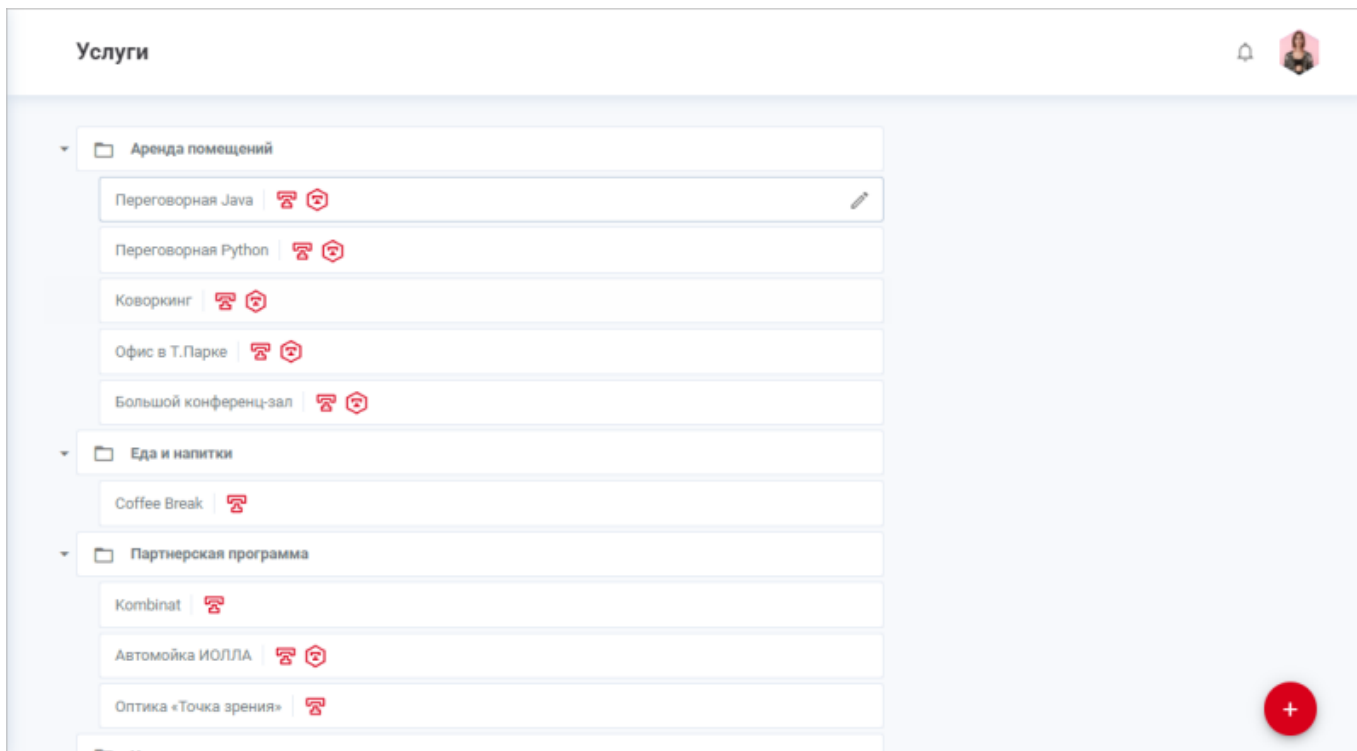 Услуги
Аренда помещений
Переговорная Java
Переговорная Python
Коворкинг
Офис в Т.Парке
Большой конференц-зал
Еда и напитки
Coffee Break
Партнерская программа
Kombinat
Автомойка ИОЛЛА
Оптика «Точка зрения»